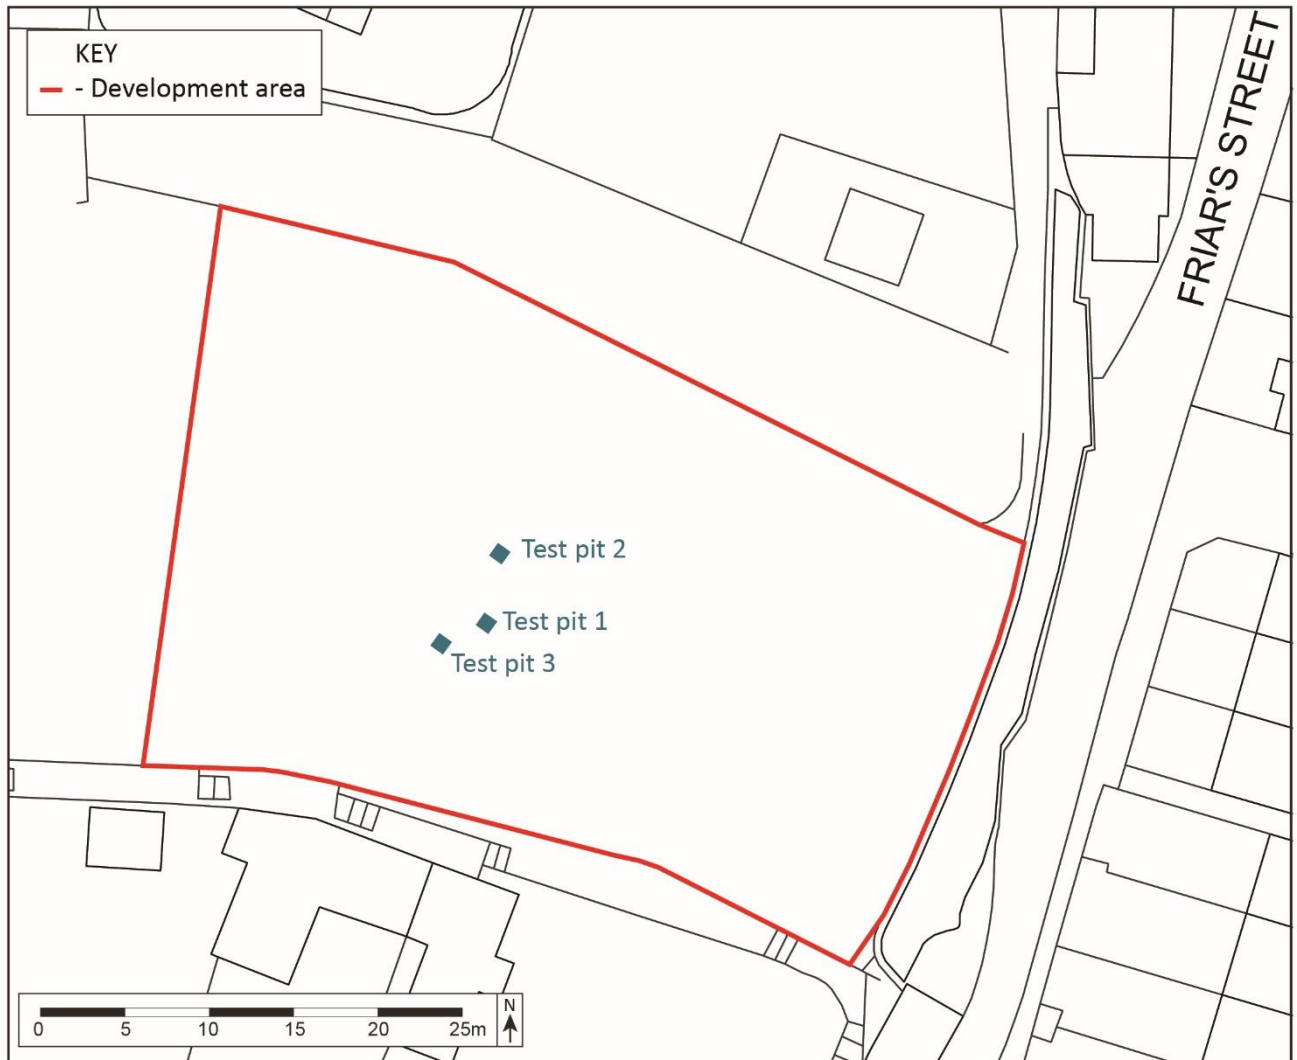 KEY
- Development area
FRIAR'S STREET
Test pit 2
Test pit 1
Test pit 3
0 5 10 15 20 25m
N